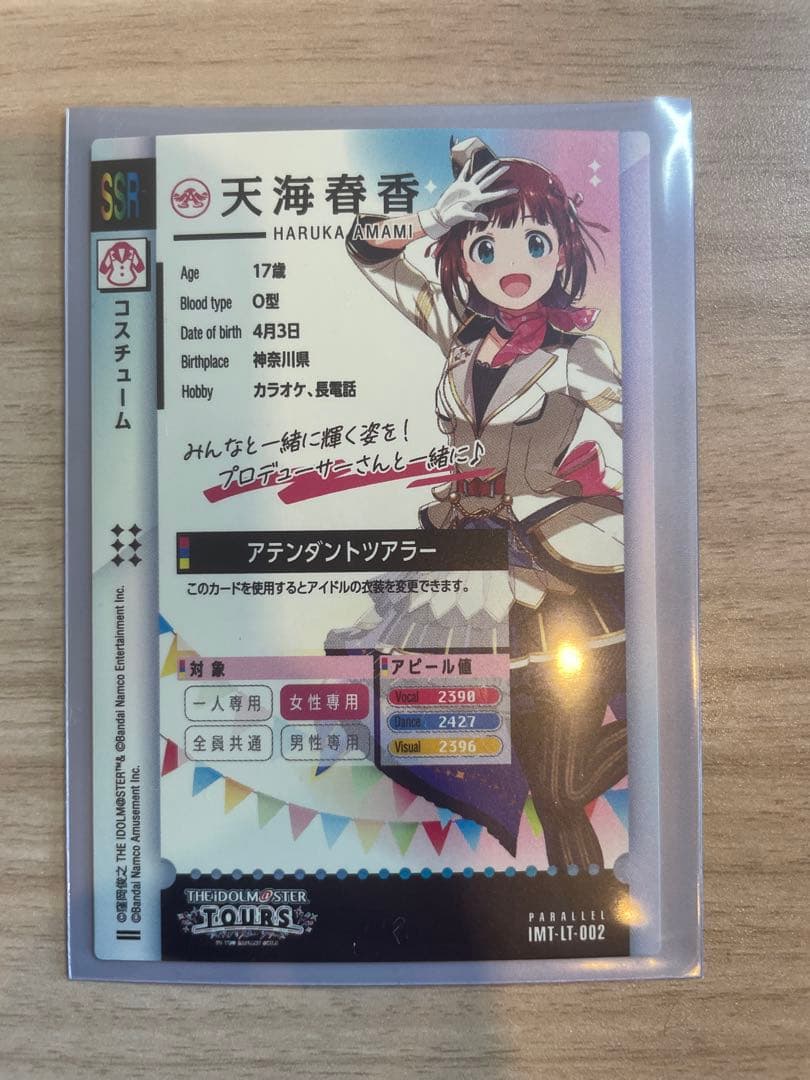 SSR
コスチューム
天海春香
HARUKA AMAMI
Age 17歳
Blood type O型
Date of birth 4月3日
Birthplace 神奈川県
Hobby カラオケ、長電話
みんなと一緒に輝く姿を!
プロデューサーさんと一緒に♪
アテンダントツアラー
このカードを使用するとアイドルの衣装を変更できます。
対象
一人専用 女性専用
全員共通 男性専用
アピール値
Vocal 2390
Dance 2427
Visual 2396
©窪岡俊之 THE IDOLM@STER™& ©Bandai Namco Entertainment Inc.
©Bandai Namco Amusement Inc.
THE IDOLM@STER
TOURS
PARALLEL
IMT-LT-002